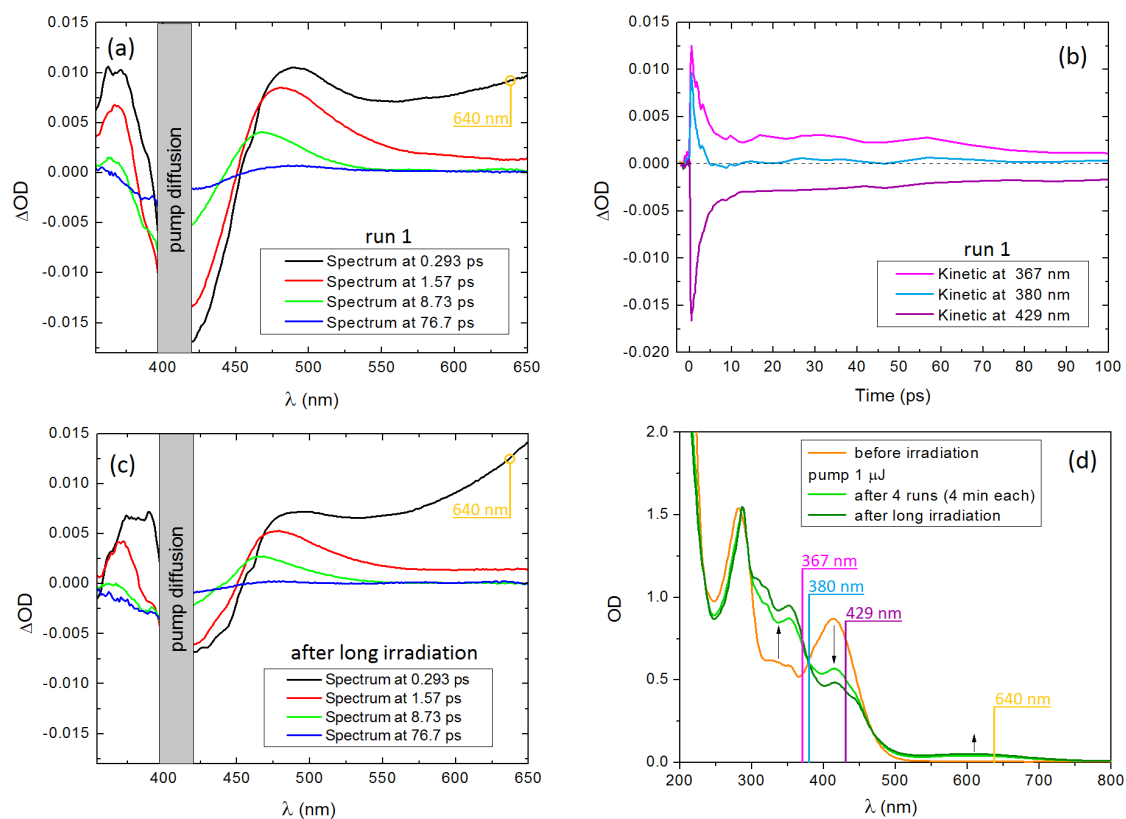 (a)
0.015
0.010
0.005
0.000
-0.005
-0.010
-0.015
ΔOD
pump diffusion
640 nm
run 1
Spectrum at 0.293 ps
Spectrum at 1.57 ps
Spectrum at 8.73 ps
Spectrum at 76.7 ps
400
450
500
550
600
650
λ (nm)
(b)
0.015
0.010
0.005
0.000
-0.005
-0.010
-0.015
-0.020
ΔOD
run 1
Kinetic at 367 nm
Kinetic at 380 nm
Kinetic at 429 nm
0
10
20
30
40
50
60
70
80
90
100
Time (ps)
(c)
0.015
0.010
0.005
0.000
-0.005
-0.010
-0.015
ΔOD
pump diffusion
640 nm
after long irradiation
Spectrum at 0.293 ps
Spectrum at 1.57 ps
Spectrum at 8.73 ps
Spectrum at 76.7 ps
400
450
500
550
600
650
λ (nm)
(d)
2.0
1.5
1.0
0.5
0.0
OD
before irradiation
pump 1 μJ
after 4 runs (4 min each)
after long irradiation
367 nm
380 nm
429 nm
640 nm
200
300
400
500
600
700
800
λ (nm)